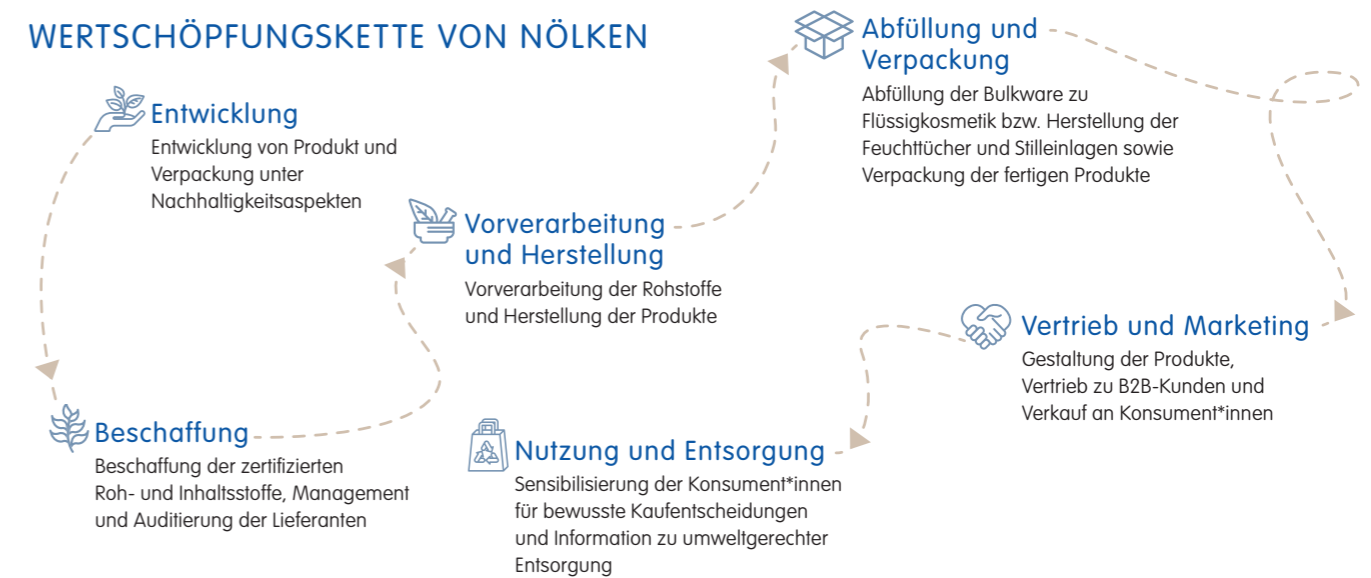 WERTSCHÖPFUNGSKETTE VON NÖLKEN
Entwicklung
Entwicklung von Produkt und
Verpackung unter
Nachhaltigkeitsaspekten
Beschaffung
Beschaffung der zertifizierten
Roh- und Inhaltsstoffe, Management
und Auditierung der Lieferanten
Vorverarbeitung
und Herstellung
Vorverarbeitung der Rohstoffe
und Herstellung der Produkte
Abfüllung und
Verpackung
Abfüllung der Bulkware zu
Flüssigkosmetik bzw. Herstellung der
Feuchttücher und Stilleinlagen sowie
Verpackung der fertigen Produkte
Vertrieb und Marketing
Gestaltung der Produkte,
Vertrieb zu B2B-Kunden und
Verkauf an Konsument*innen
Nutzung und Entsorgung
Sensibilisierung der Konsument*innen
für bewusste Kaufentscheidungen
und Information zu umweltgerechter
Entsorgung